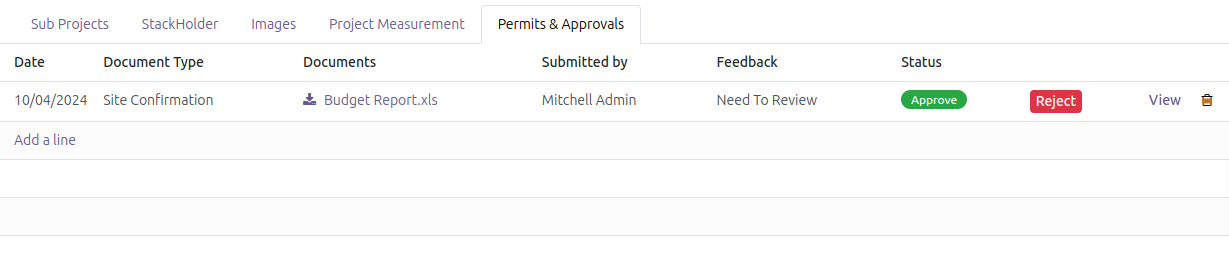 Sub Projects StackHolder Images Project Measurement Permits & Approvals
Date Document Type Documents Submitted by Feedback Status
10/04/2024 Site Confirmation Budget Report.xls Mitchell Admin Need To Review Approve Reject View
Add a line